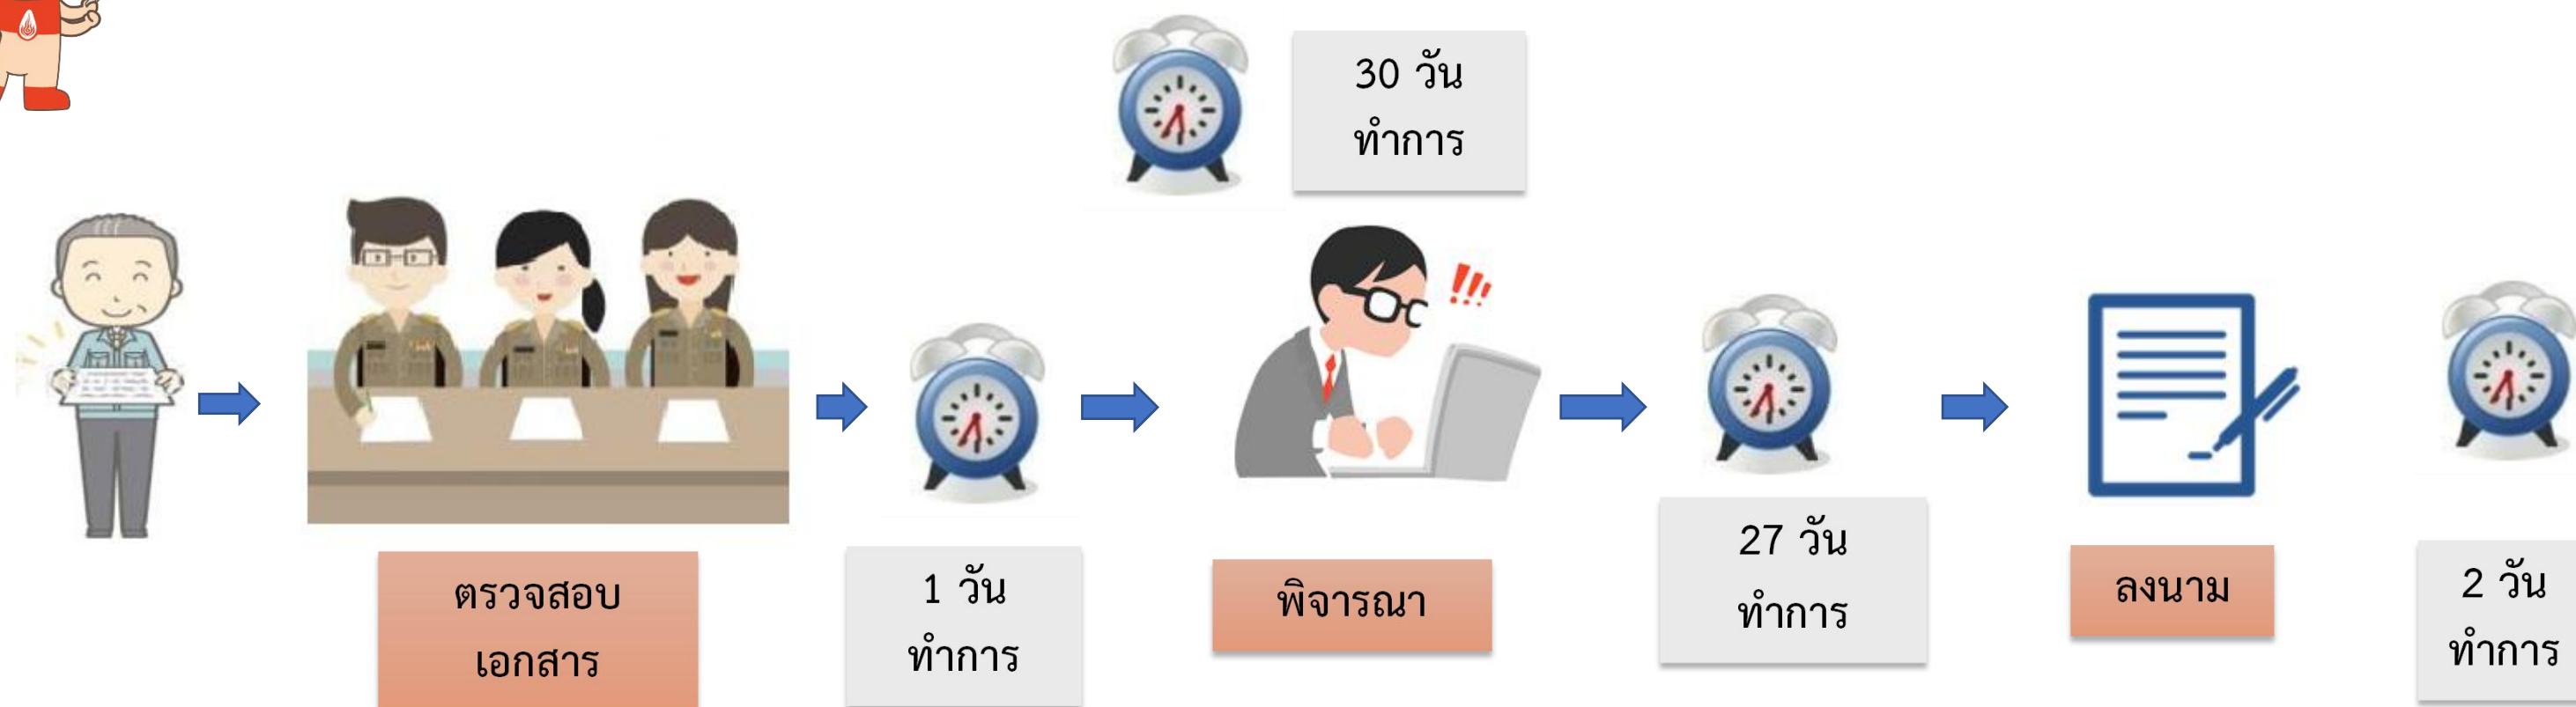 30 วัน
ทำการ
ตรวจสอบ
เอกสาร
1 วัน
ทำการ
พิจารณา
27 วัน
ทำการ
ลงนาม
2 วัน
ทำการ